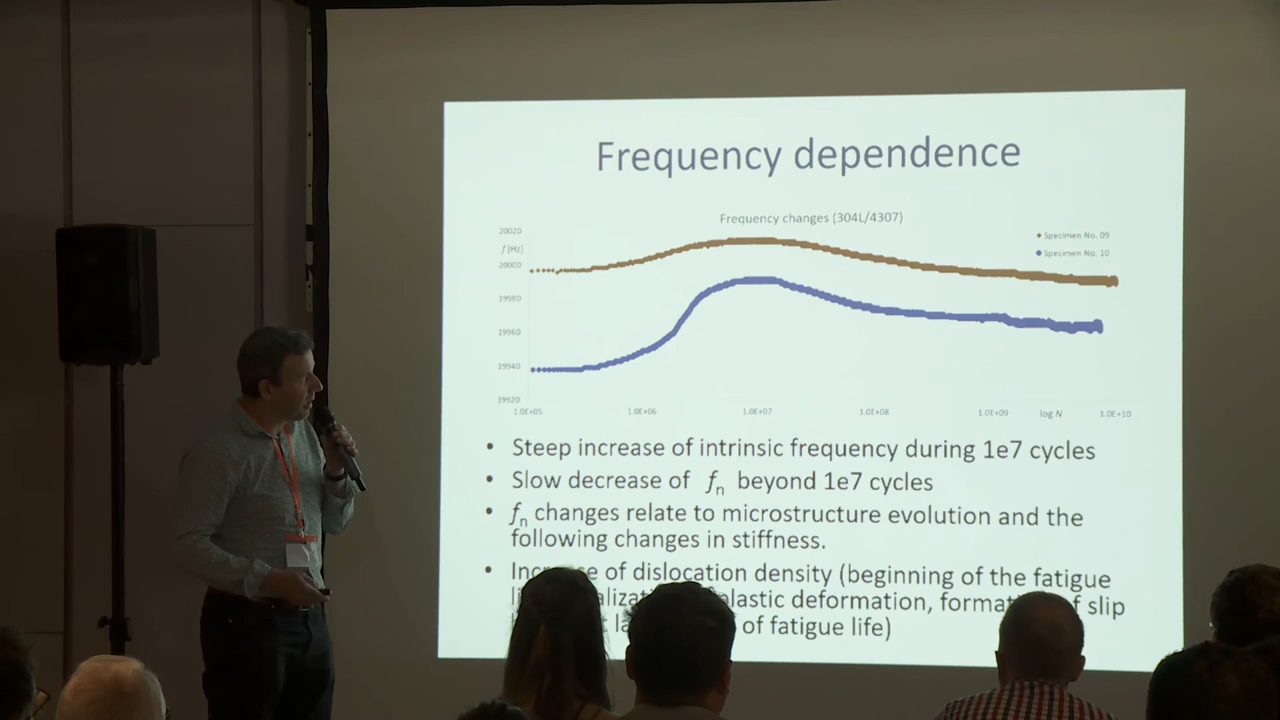 Frequency dependence
Frequency changes (304L/4307)
20020
f [Hz]
20000
19980
19960
19940
19920
Specimen No. 09
Specimen No. 10
1.0E+05 1.0E+06 1.0E+07 1.0E+08 1.0E+09 log N 1.0E+10
• Steep increase of intrinsic frequency during 1e7 cycles
• Slow decrease of fn beyond 1e7 cycles
• fn changes relate to microstructure evolution and the
following changes in stiffness.
• of dislocation density (beginning of the fatigue
plastic deformation, slip
of fatigue life)